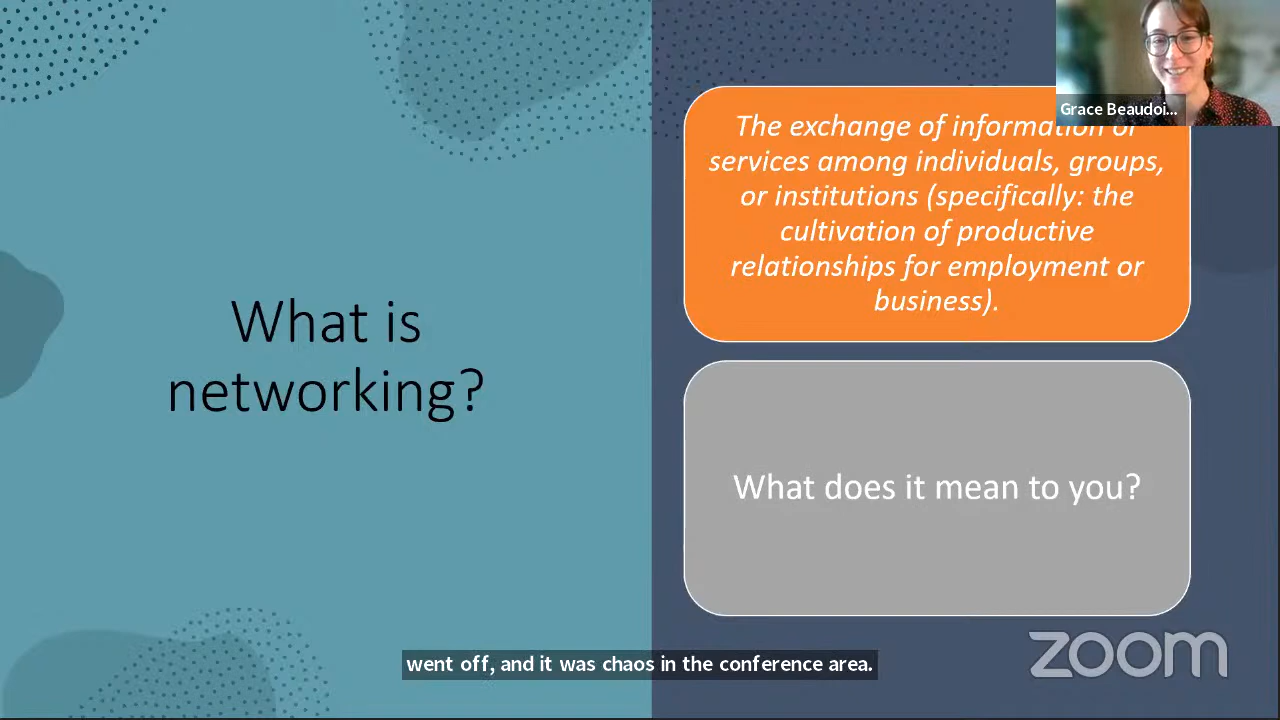 What is
networking?
The exchange of information or
services among individuals, groups,
or institutions (specifically: the
cultivation of productive
relationships for employment or
business).
What does it mean to you?
Grace Beaudoi...
went off, and it was chaos in the conference area.
zoom